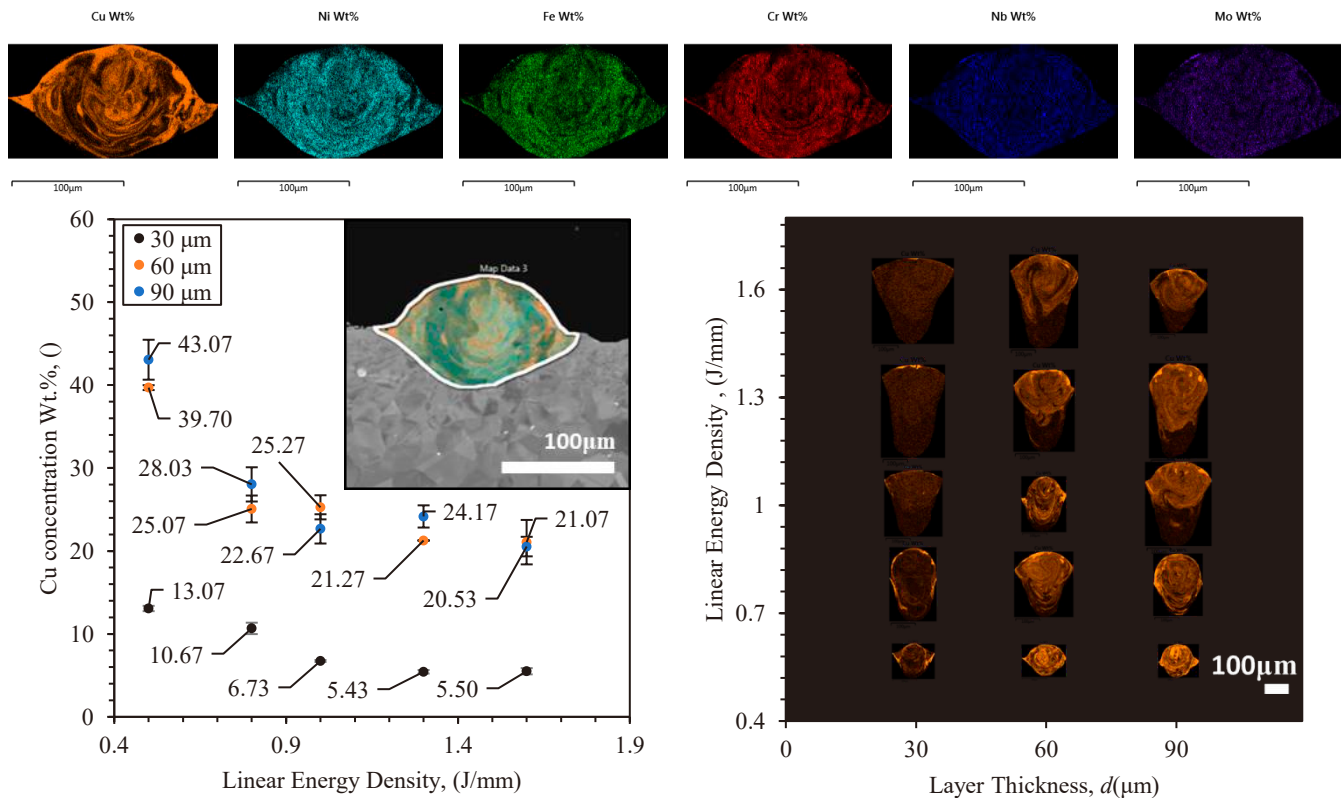 Cu Wt%
Ni Wt%
Fe Wt%
Cr Wt%
Nb Wt%
Mo Wt%
100µm
100µm
100µm
100µm
100µm
100µm
60
50
40
30
20
10
0
Cu concentration Wt.%, ()
30 µm
60 µm
90 µm
Map Data 3
100µm
43.07
39.70
28.03
25.27
25.07
22.67
24.17
21.07
21.27
20.53
13.07
10.67
6.73
5.43
5.50
0.4
0.9
1.4
1.9
Linear Energy Density, (J/mm)
Linear Energy Density , (J/mm)
1.6
1.3
1
0.7
0.4
Cu Wt%
Cu Wt%
100µm
0
30
60
90
Layer Thickness, d(µm)